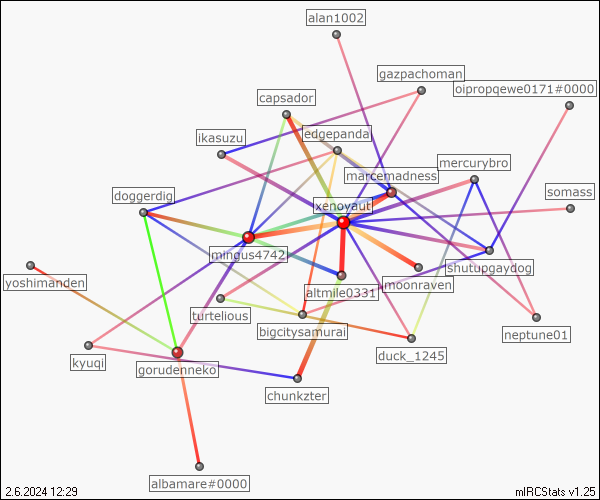 alan1002
gazpachoman
oipropqewe0171#0000
capsador
edgepanda
ikasuzu
mercurybro
marcemadness
doggerdig
somass
xenoyaut
mingus4742
shutupgaydog
yoshimanden
altmile0331
moonraven
turtelious
bigcitysamurai
neptune01
duck_1245
kyuqi
gorudenneko
chunkzter
albamare#0000
2.6.2024 12:29
mIRCStats v1.25